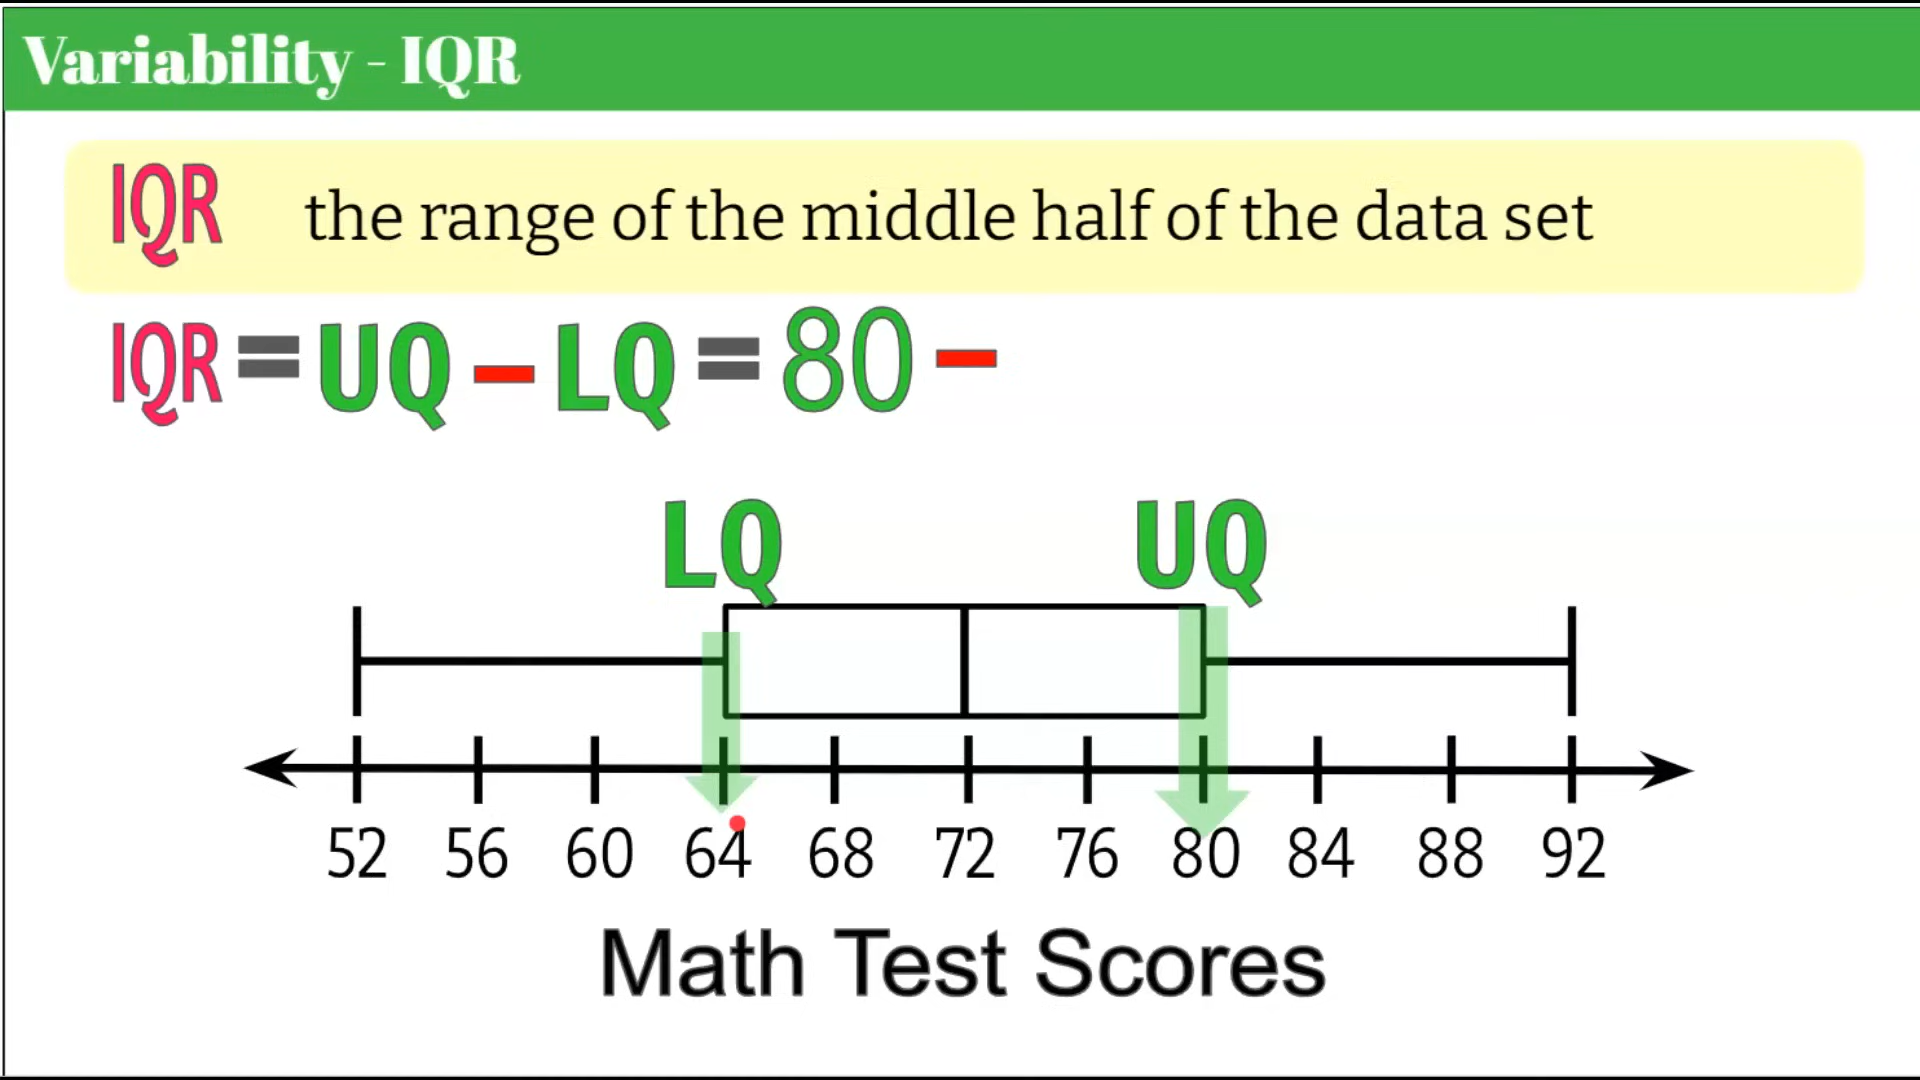 Variability - IQR
IQR the range of the middle half of the data set
IQR = UQ - LQ = 80 -
LQ UQ
52 56 60 64 68 72 76 80 84 88 92
Math Test Scores